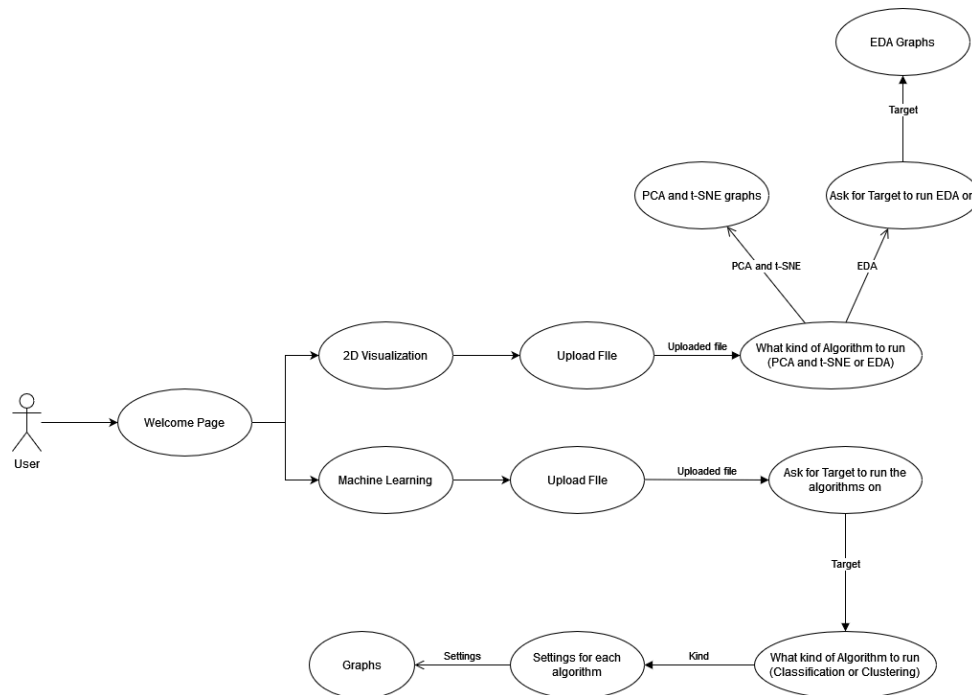 EDA Graphs
Target
PCA and t-SNE graphs
Ask for Target to run EDA on
PCA and t-SNE
EDA
2D Visualization
Upload FIle
Uploaded file
What kind of Algorithm to run
(PCA and t-SNE or EDA)
User
Welcome Page
Machine Learning
Upload FIle
Uploaded file
Ask for Target to run the
algorithms on
Target
Graphs
Settings
Settings for each
algorithm
Kind
What kind of Algorithm to run
(Classification or Clustering)